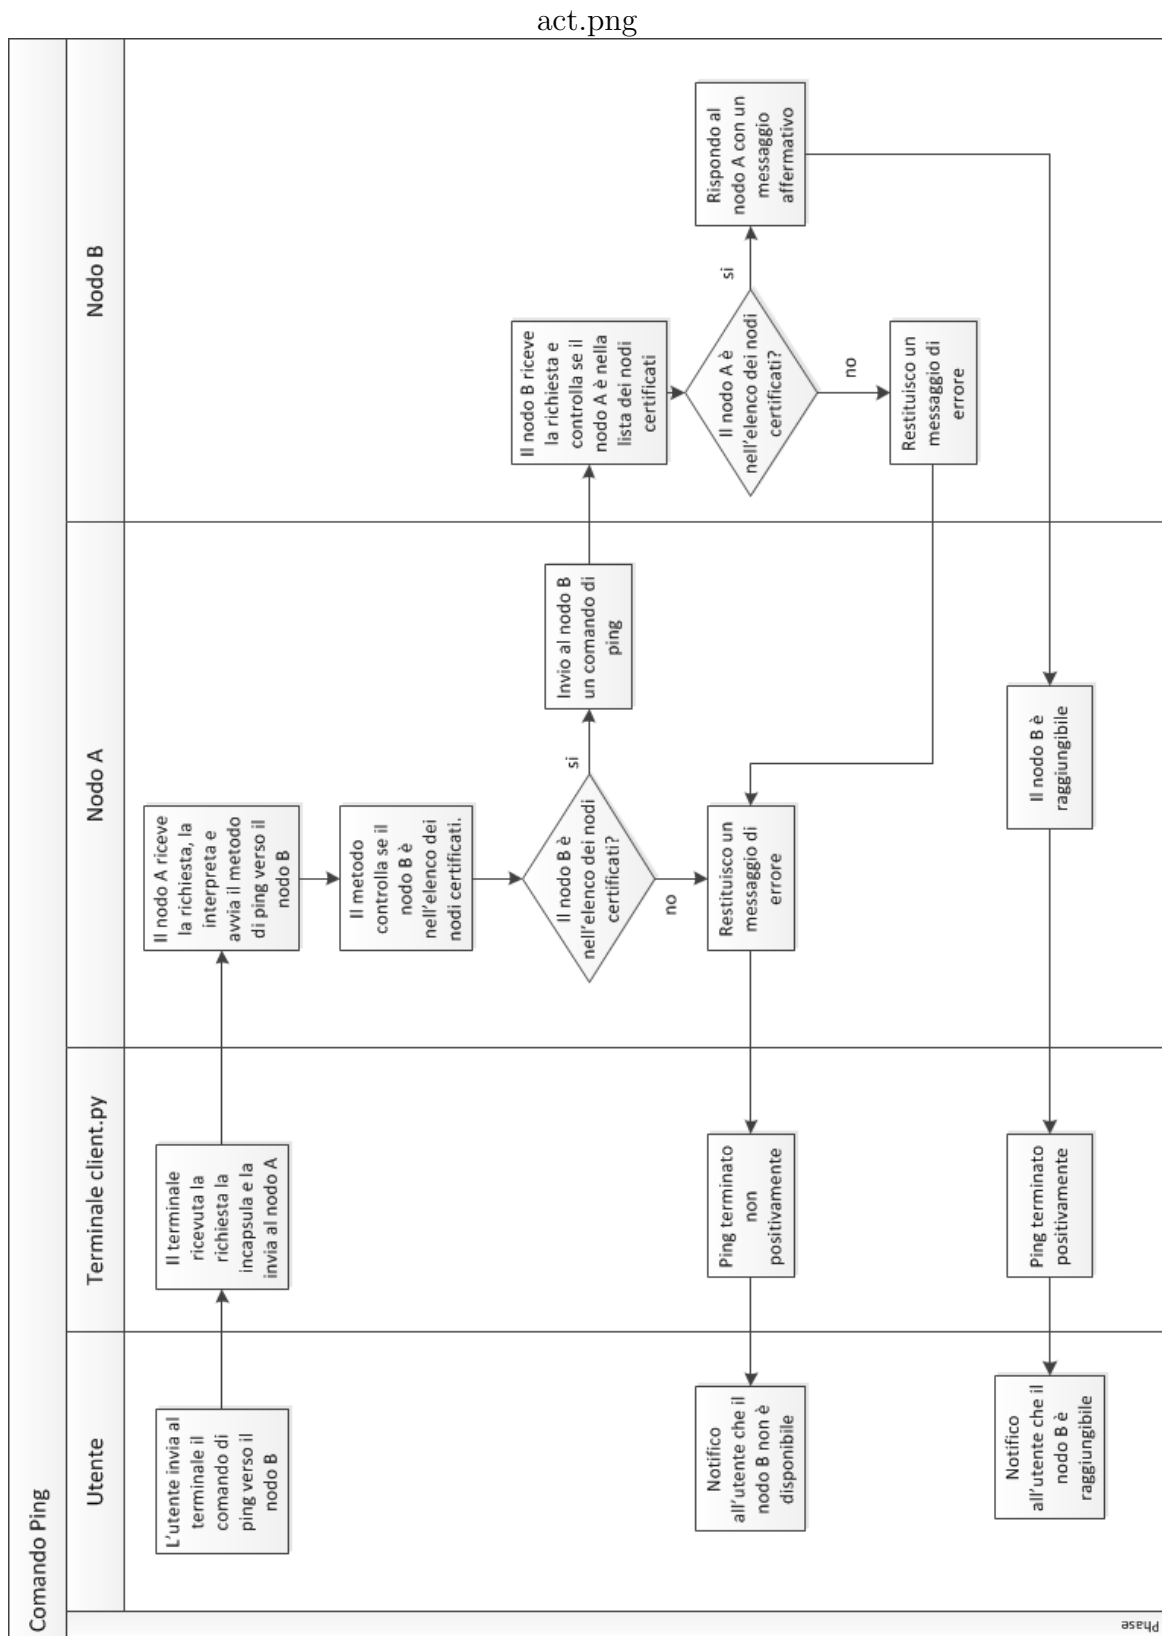 act.png
Comando Ping
Utente
Terminale client.py
Nodo A
Nodo B
L'utente invia al
terminale il
comando di
ping verso il
nodo B
Il terminale
ricevuta la
richiesta la
incapsula e la
invia al nodo A
Il nodo A riceve
la richiesta, la
interpreta e
avvia il metodo
di ping verso il
nodo B
Il metodo
controlla se il
nodo B è
nell'elenco dei
nodi certificati.
Il nodo B è
nell'elenco dei nodi
certificati?
si
no
Invio al nodo B
un comando di
ping
Il nodo B riceve
la richiesta e
controlla se il
nodo A è nella
lista dei nodi
certificati
Il nodo A è
nell'elenco dei nodi
certificati?
si
no
Rispondo al
nodo A con un
messaggio
affermativo
Restituisco un
messaggio di
errore
Restituisco un
messaggio di
errore
Ping terminato
non
positivamente
Notifico
all'utente che il
nodo B non è
disponibile
Il nodo B è
raggiungibile
Ping terminato
positivamente
Notifico
all'utente che il
nodo B è
raggiungibile
Phase